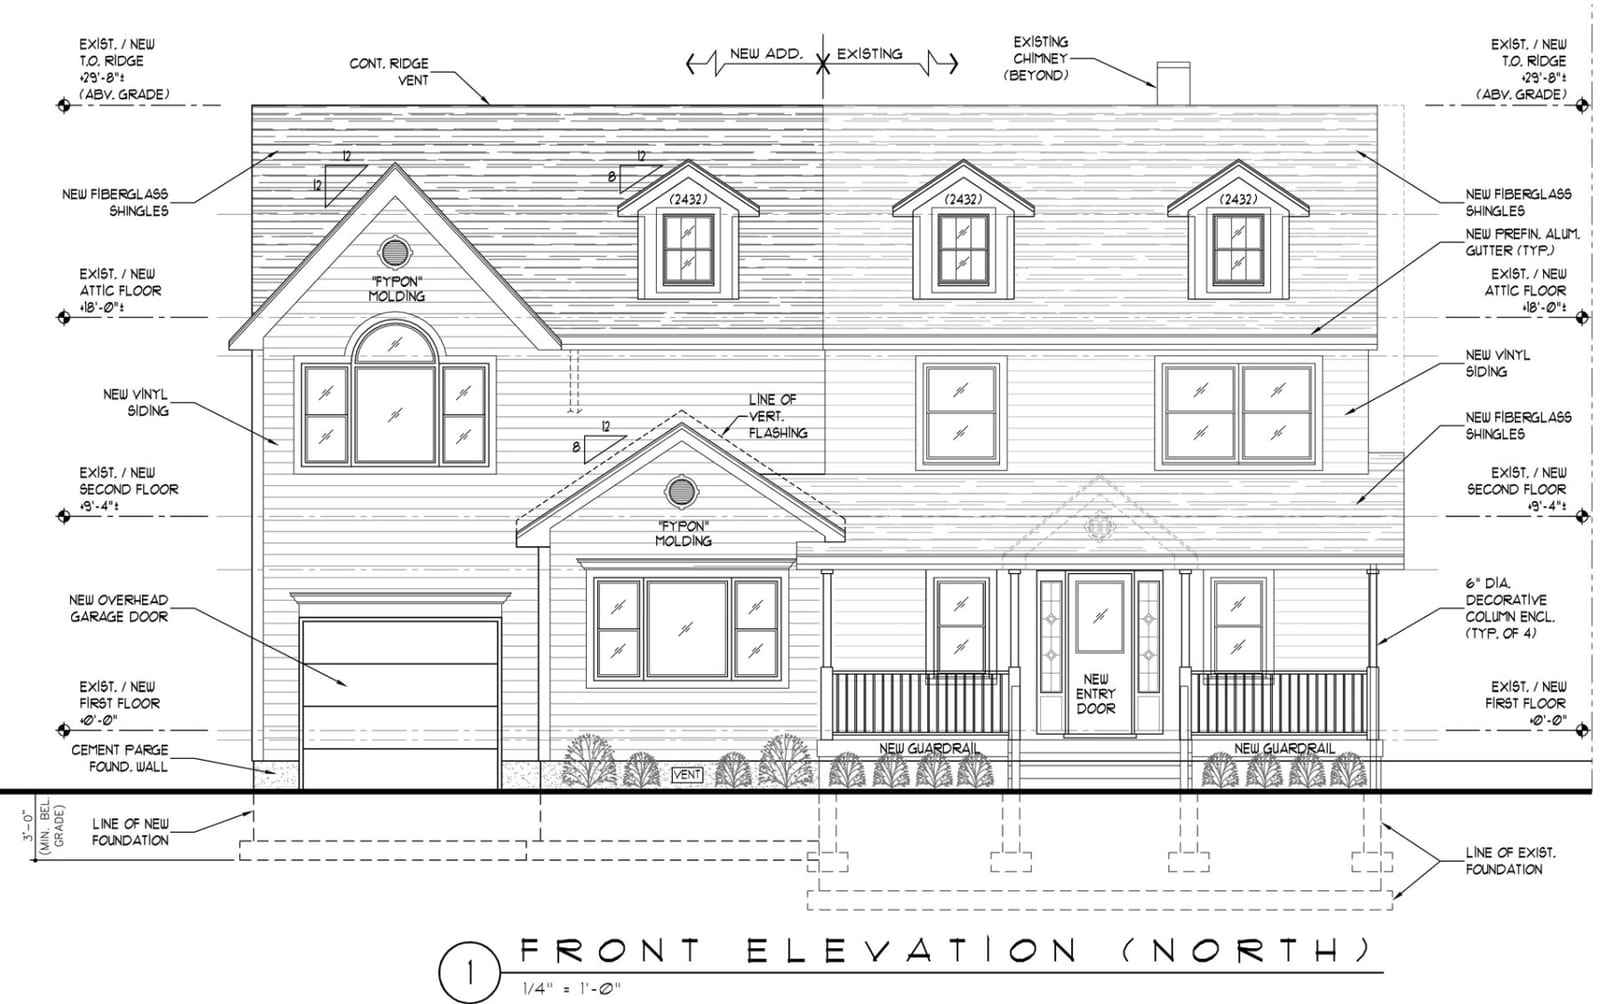 EXIST. / NEW
T.O. RIDGE
+29'-8"±
(ABV. GRADE)
CONT. RIDGE
VENT
NEW ADD.
EXISTING
EXISTING
CHIMNEY
(BEYOND)
EXIST. / NEW
T.O. RIDGE
+29'-8"±
(ABV. GRADE)
12
12
12
8
NEW FIBERGLASS
SHINGLES
(2432)
(2432)
(2432)
NEW FIBERGLASS
SHINGLES
NEW PREFIN. ALUM.
GUTTER (TYP.)
EXIST. / NEW
ATTIC FLOOR
+18'-0"±
"FYPON"
MOLDING
EXIST. / NEW
ATTIC FLOOR
+18'-0"±
NEW VINYL
SIDING
NEW VINYL
SIDING
LINE OF
VERT.
FLASHING
12
8
NEW FIBERGLASS
SHINGLES
EXIST. / NEW
SECOND FLOOR
+9'-4"±
EXIST. / NEW
SECOND FLOOR
+9'-4"±
"FYPON"
MOLDING
NEW OVERHEAD
GARAGE DOOR
6" DIA.
DECORATIVE
COLUMN ENCL.
(TYP. OF 4)
EXIST. / NEW
FIRST FLOOR
+0'-0"
NEW
ENTRY
DOOR
EXIST. / NEW
FIRST FLOOR
+0'-0"
CEMENT PARGE
FOUND. WALL
NEW GUARDRAIL
NEW GUARDRAIL
VENT
3'-0"
(MIN. BEL.
GRADE)
LINE OF NEW
FOUNDATION
LINE OF EXIST.
FOUNDATION
1
FRONT ELEVATION (NORTH)
1/4" = 1'-0"